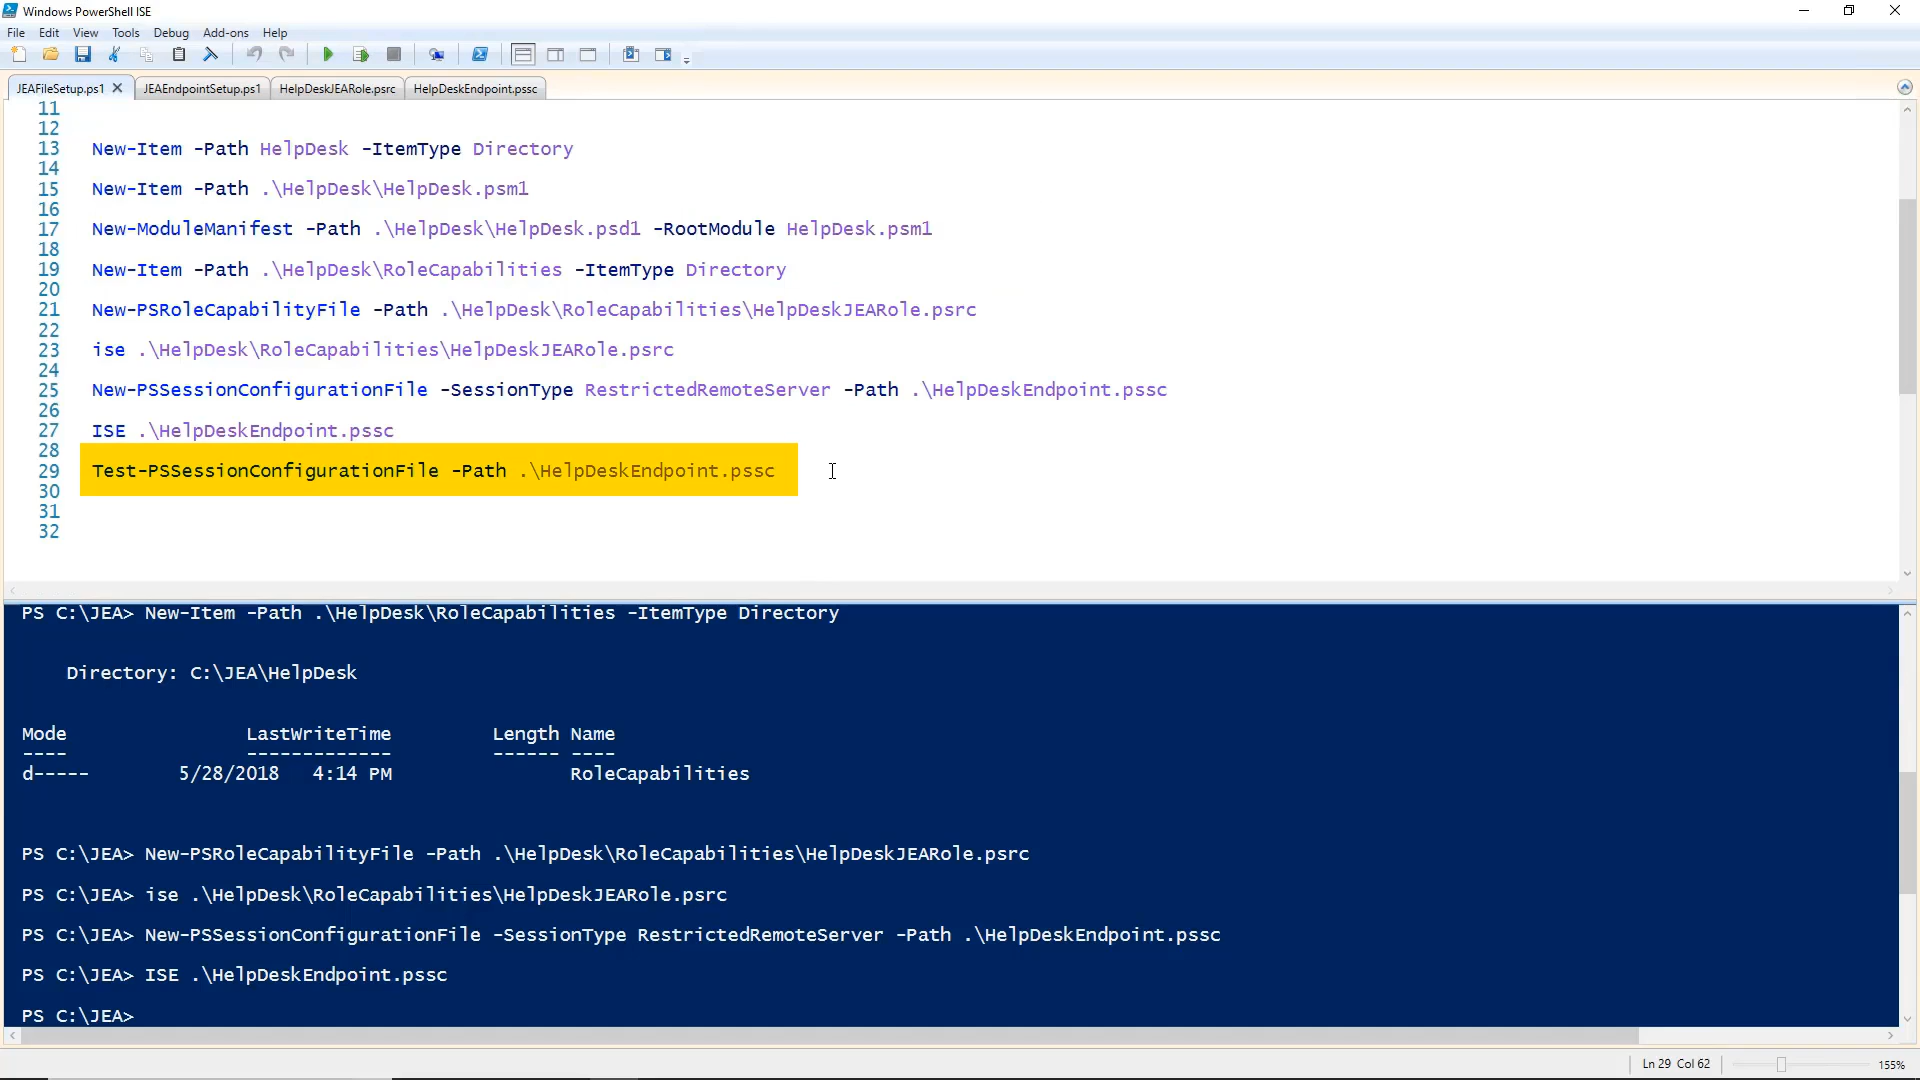 Windows PowerShell ISE
File Edit View Tools Debug Add-ons Help
JEAFileSetup.ps1 JEAEndpointSetup.ps1 HelpDeskJEARole.psrc HelpDeskEndpoint.pssc
11
12
13 New-Item -Path HelpDesk -ItemType Directory
14
15 New-Item -Path .\HelpDesk\HelpDesk.psm1
16
17 New-ModuleManifest -Path .\HelpDesk\HelpDesk.psd1 -RootModule HelpDesk.psm1
18
19 New-Item -Path .\HelpDesk\RoleCapabilities -ItemType Directory
20
21 New-PSRoleCapabilityFile -Path .\HelpDesk\RoleCapabilities\HelpDeskJEARole.psrc
22
23 ise .\HelpDesk\RoleCapabilities\HelpDeskJEARole.psrc
24
25 New-PSSessionConfigurationFile -SessionType RestrictedRemoteServer -Path .\HelpDeskEndpoint.pssc
26
27 ISE .\HelpDeskEndpoint.pssc
28
29 Test-PSSessionConfigurationFile -Path .\HelpDeskEndpoint.pssc
30
31
32
PS C:\JEA> New-Item -Path .\HelpDesk\RoleCapabilities -ItemType Directory
Directory: C:\JEA\HelpDesk
Mode LastWriteTime Length Name
---- ------------- ------ ----
d----- 5/28/2018 4:14 PM RoleCapabilities
PS C:\JEA> New-PSRoleCapabilityFile -Path .\HelpDesk\RoleCapabilities\HelpDeskJEARole.psrc
PS C:\JEA> ise .\HelpDesk\RoleCapabilities\HelpDeskJEARole.psrc
PS C:\JEA> New-PSSessionConfigurationFile -SessionType RestrictedRemoteServer -Path .\HelpDeskEndpoint.pssc
PS C:\JEA> ISE .\HelpDeskEndpoint.pssc
PS C:\JEA>
Ln 29 Col 62 155%